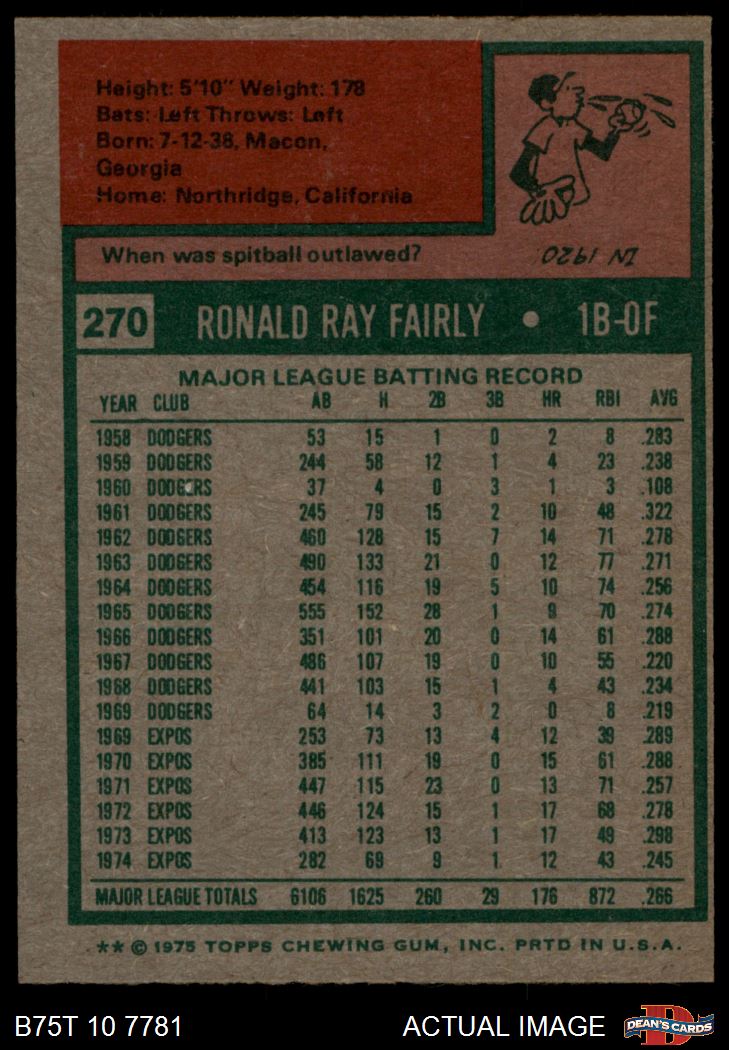 Height: 5'10" Weight: 178
Bats: Left Throws: Left
Born: 7-12-38, Macon,
Georgia
Home: Northridge, California
When was spitball outlawed?
IN 1920.
270 RONALD RAY FAIRLY • 1B-OF
MAJOR LEAGUE BATTING RECORD
YEAR CLUB AB H 2B 3B HR RBI AVG
1958 DODGERS 53 15 1 0 2 8 .283
1959 DODGERS 244 58 12 1 4 23 .238
1960 DODGERS 37 4 0 3 1 3 .108
1961 DODGERS 245 79 15 2 10 48 .322
1962 DODGERS 460 128 15 7 14 71 .278
1963 DODGERS 490 133 21 0 12 77 .271
1964 DODGERS 454 116 19 5 10 74 .256
1965 DODGERS 555 152 28 1 9 70 .274
1966 DODGERS 351 101 20 0 14 61 .288
1967 DODGERS 486 107 19 0 10 55 .220
1968 DODGERS 441 103 15 1 4 43 .234
1969 DODGERS 64 14 3 2 0 8 .219
1969 EXPOS 253 73 13 4 12 39 .289
1970 EXPOS 385 111 19 0 15 61 .288
1971 EXPOS 447 115 23 0 13 71 .257
1972 EXPOS 446 124 15 1 17 68 .278
1973 EXPOS 413 123 13 1 17 49 .298
1974 EXPOS 282 69 9 1 12 43 .245
MAJOR LEAGUE TOTALS 6106 1625 260 29 176 872 .266
** © 1975 TOPPS CHEWING GUM, INC. PRTD IN U.S.A.
B75T 10 7781 ACTUAL IMAGE DEAN'S CARDS